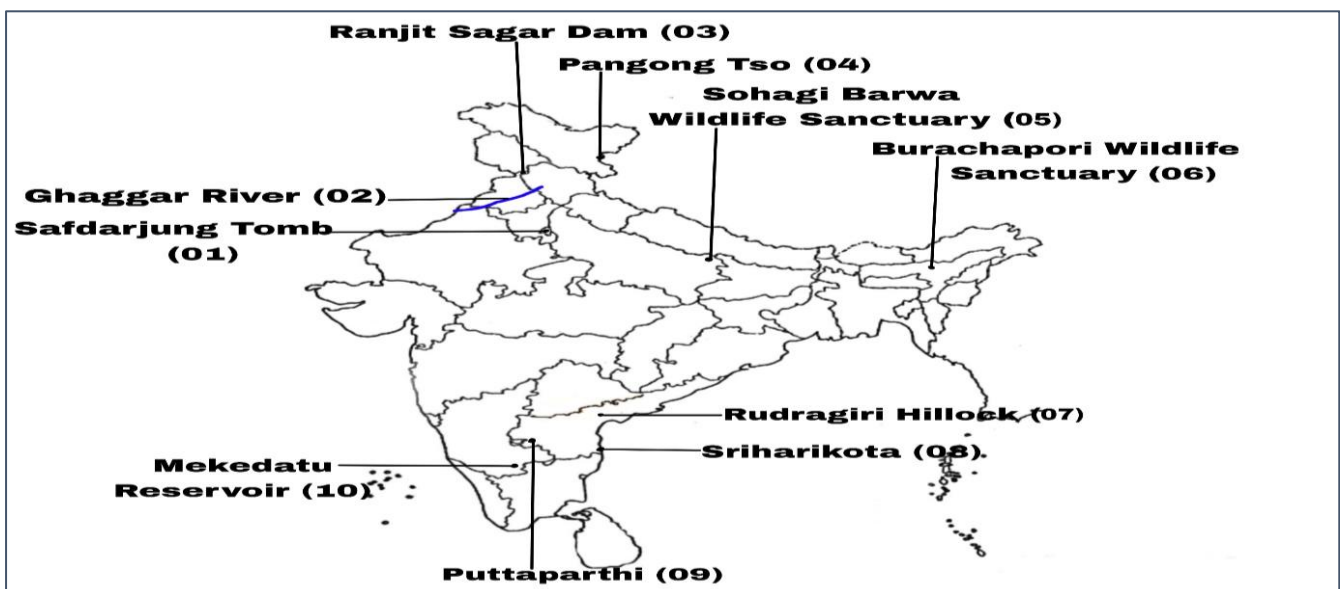 Ranjit Sagar Dam (03)
Pangong Tso (04)
Sohagi Barwa
Wildlife Sanctuary (05)
Burachapori Wildlife
Sanctuary (06)
Ghaggar River (02)
Safdarjung Tomb
(01)
Rudragiri Hillock (07)
Sriharikota (08)
Mekedatu
Reservoir (10)
Puttaparthi (09)